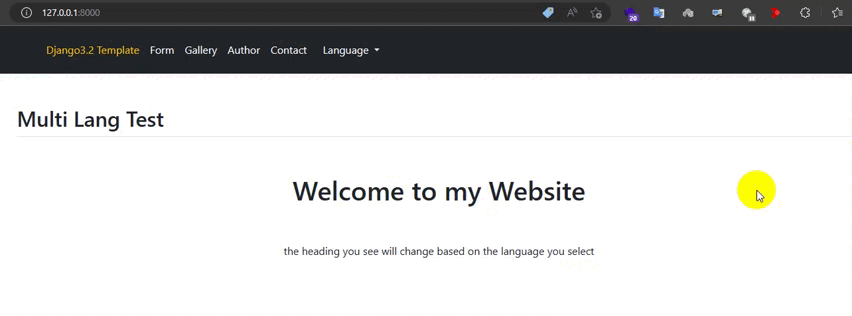 127.0.0.1:8000
20
Django3.2 Template Form Gallery Author Contact Language
Multi Lang Test
Welcome to my Website
the heading you see will change based on the language you select